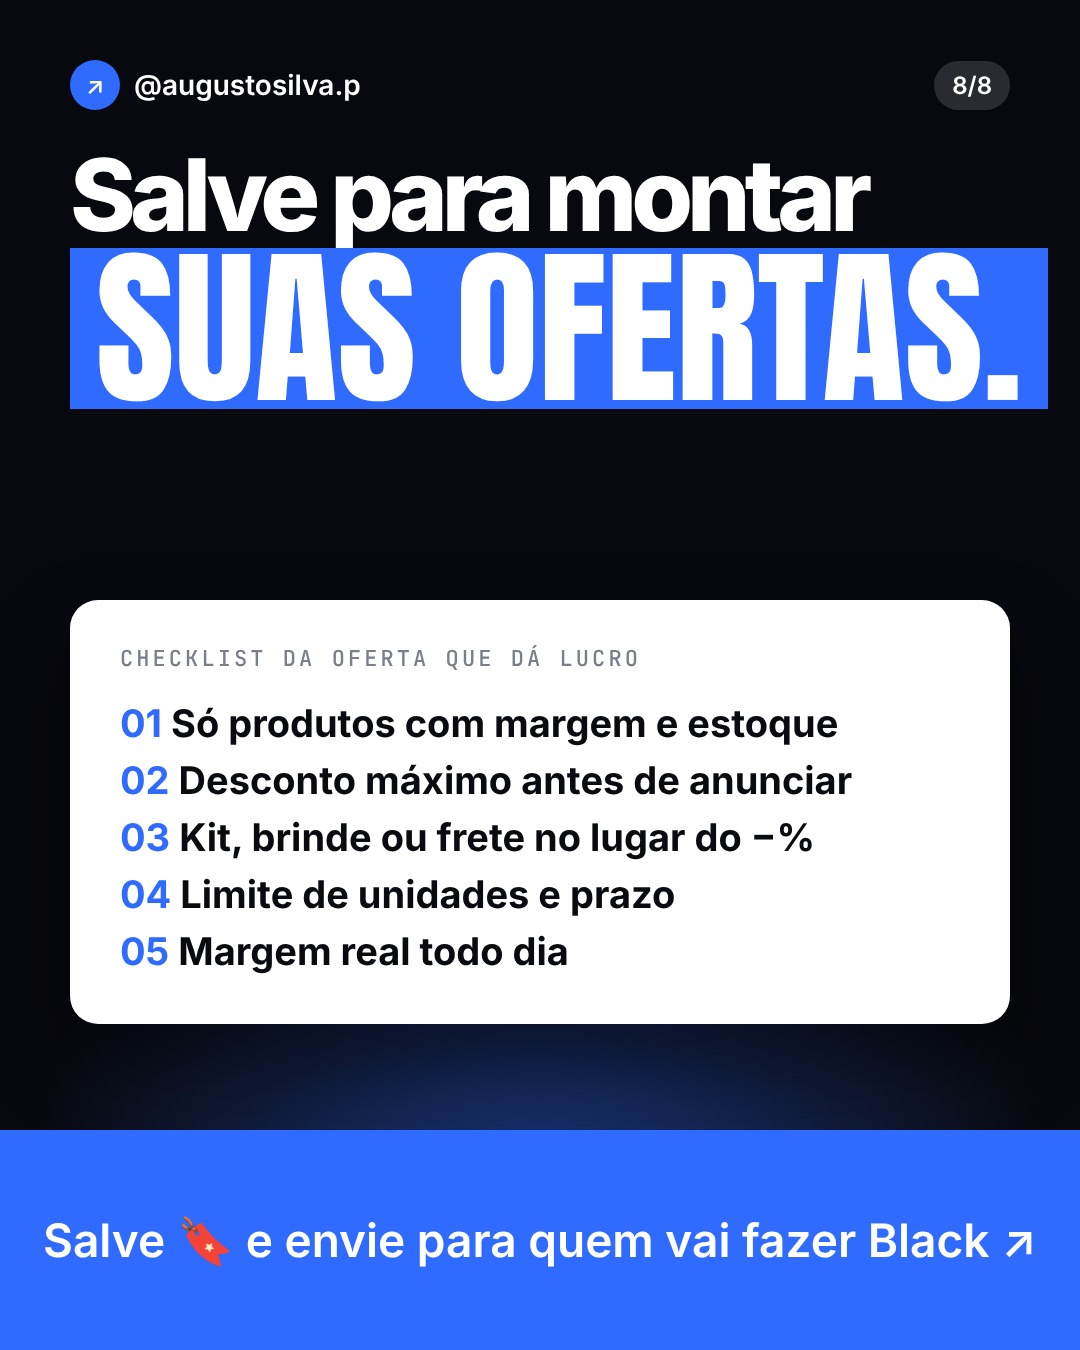 ↗ @augustosilva.p
8/8
Salve para montar
SUAS OFERTAS.
CHECKLIST DA OFERTA QUE DÁ LUCRO
01 Só produtos com margem e estoque
02 Desconto máximo antes de anunciar
03 Kit, brinde ou frete no lugar do −%
04 Limite de unidades e prazo
05 Margem real todo dia
Salve 🔖 e envie para quem vai fazer Black ↗